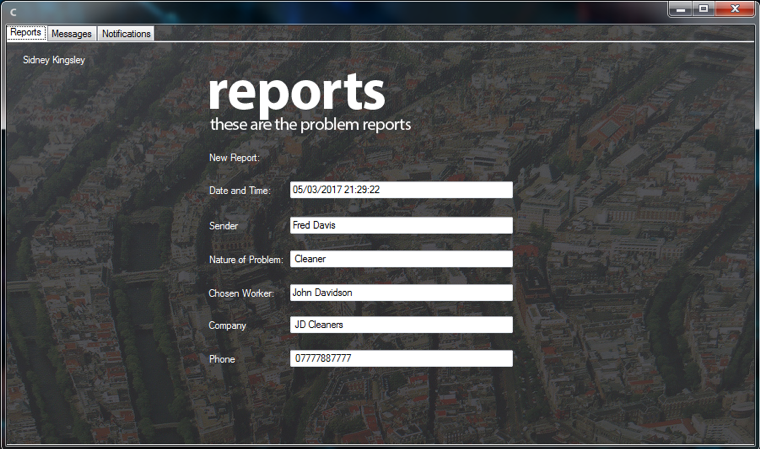 C
Reports Messages Notifications
Sidney Kingsley
reports
these are the problem reports
New Report:
Date and Time: 05/03/2017 21:29:22
Sender Fred Davis
Nature of Problem: Cleaner
Chosen Worker: John Davidson
Company JD Cleaners
Phone 07777887777